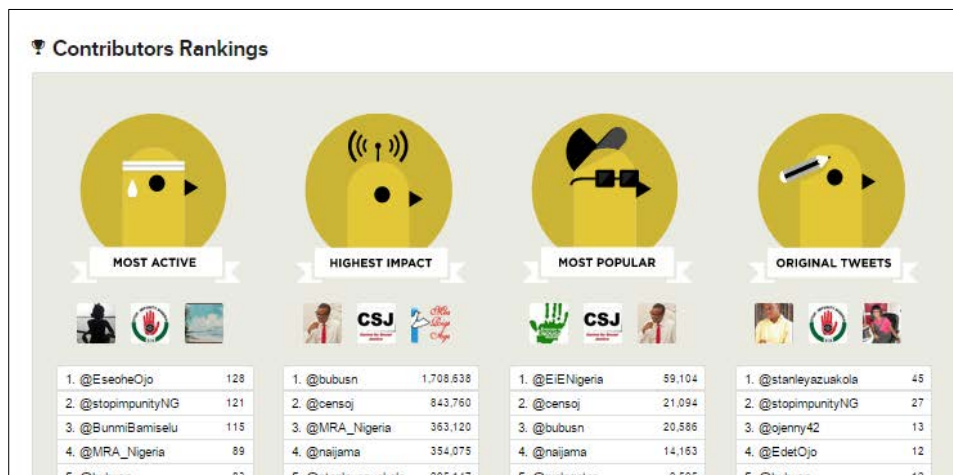 Contributors Rankings
MOST ACTIVE
HIGHEST IMPACT
MOST POPULAR
ORIGINAL TWEETS
CSJ
CSJ
1. @EseoheOjo 128
2. @stopimpunityNG 121
3. @BunmiBamiselu 115
4. @MRA_Nigeria 89
1. @bubusn 1,708,638
2. @censoj 843,760
3. @MRA_Nigeria 363,120
4. @naijama 354,075
1. @EiENigeria 59,104
2. @censoj 21,094
3. @bubusn 20,586
4. @naijama 14,163
1. @stanleyazuakola 45
2. @stopimpunityNG 27
3. @ojenny42 13
4. @EdetOjo 12